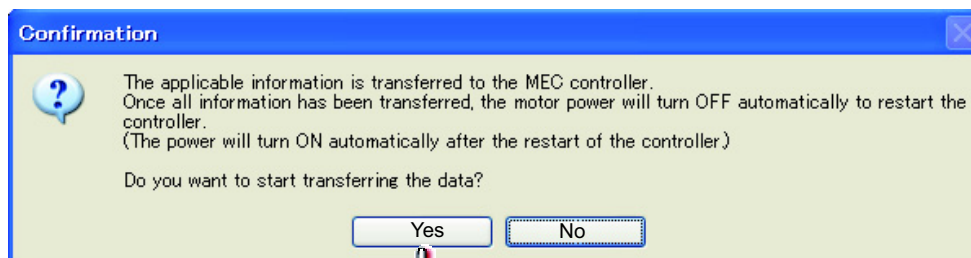 Confirmation
The applicable information is transferred to the MEC controller.
Once all information has been transferred, the motor power will turn OFF automatically to restart the
controller.
(The power will turn ON automatically after the restart of the controller.)
Do you want to start transferring the data?
Yes
No